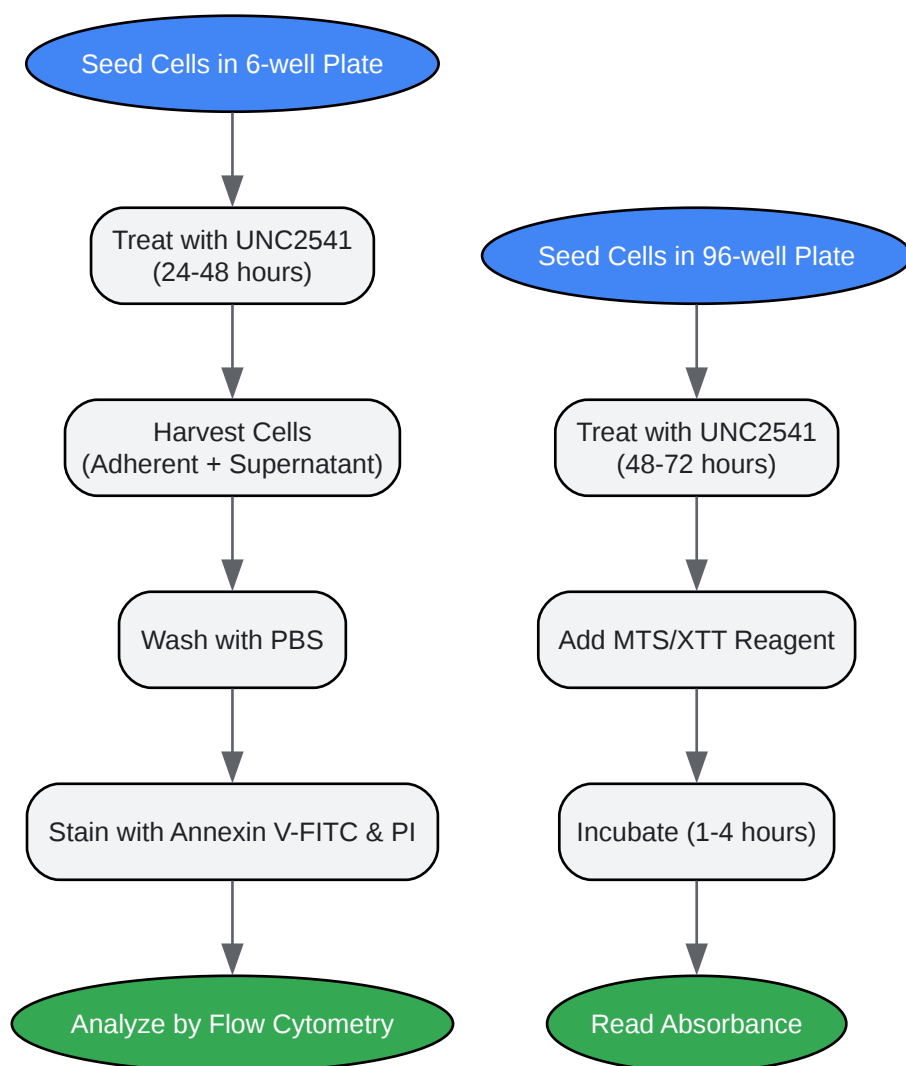 Seed Cells in 6-well Plate
Treat with UNC2541
(24-48 hours)
Harvest Cells
(Adherent + Supernatant)
Wash with PBS
Stain with Annexin V-FITC & PI
Analyze by Flow Cytometry
Seed Cells in 96-well Plate
Treat with UNC2541
(48-72 hours)
Add MTS/XTT Reagent
Incubate (1-4 hours)
Read Absorbance